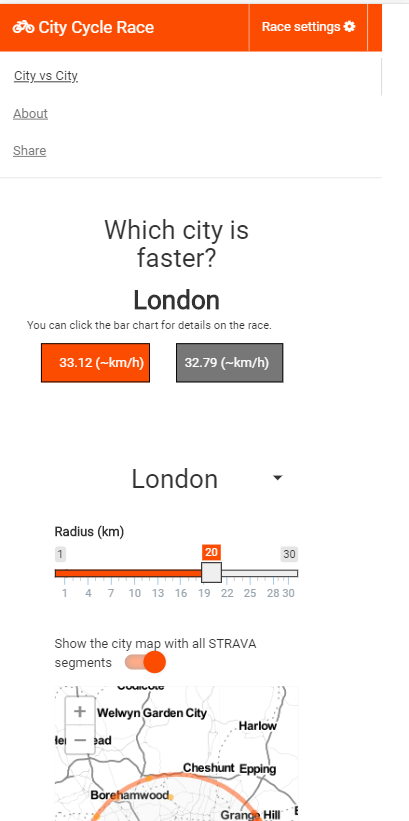 City Cycle Race
Race settings
City vs City
About
Share
Which city is
faster?
London
You can click the bar chart for details on the race.
33.12 (~km/h)
32.79 (~km/h)
London
Radius (km)
1
20
30
1 4 7 10 13 16 19 22 25 28 30
Show the city map with all STRAVA
segments
Codicote
+
Welwyn Garden City
Harlow
−
Cheshunt Epping
Borehamwood
Grange Hill